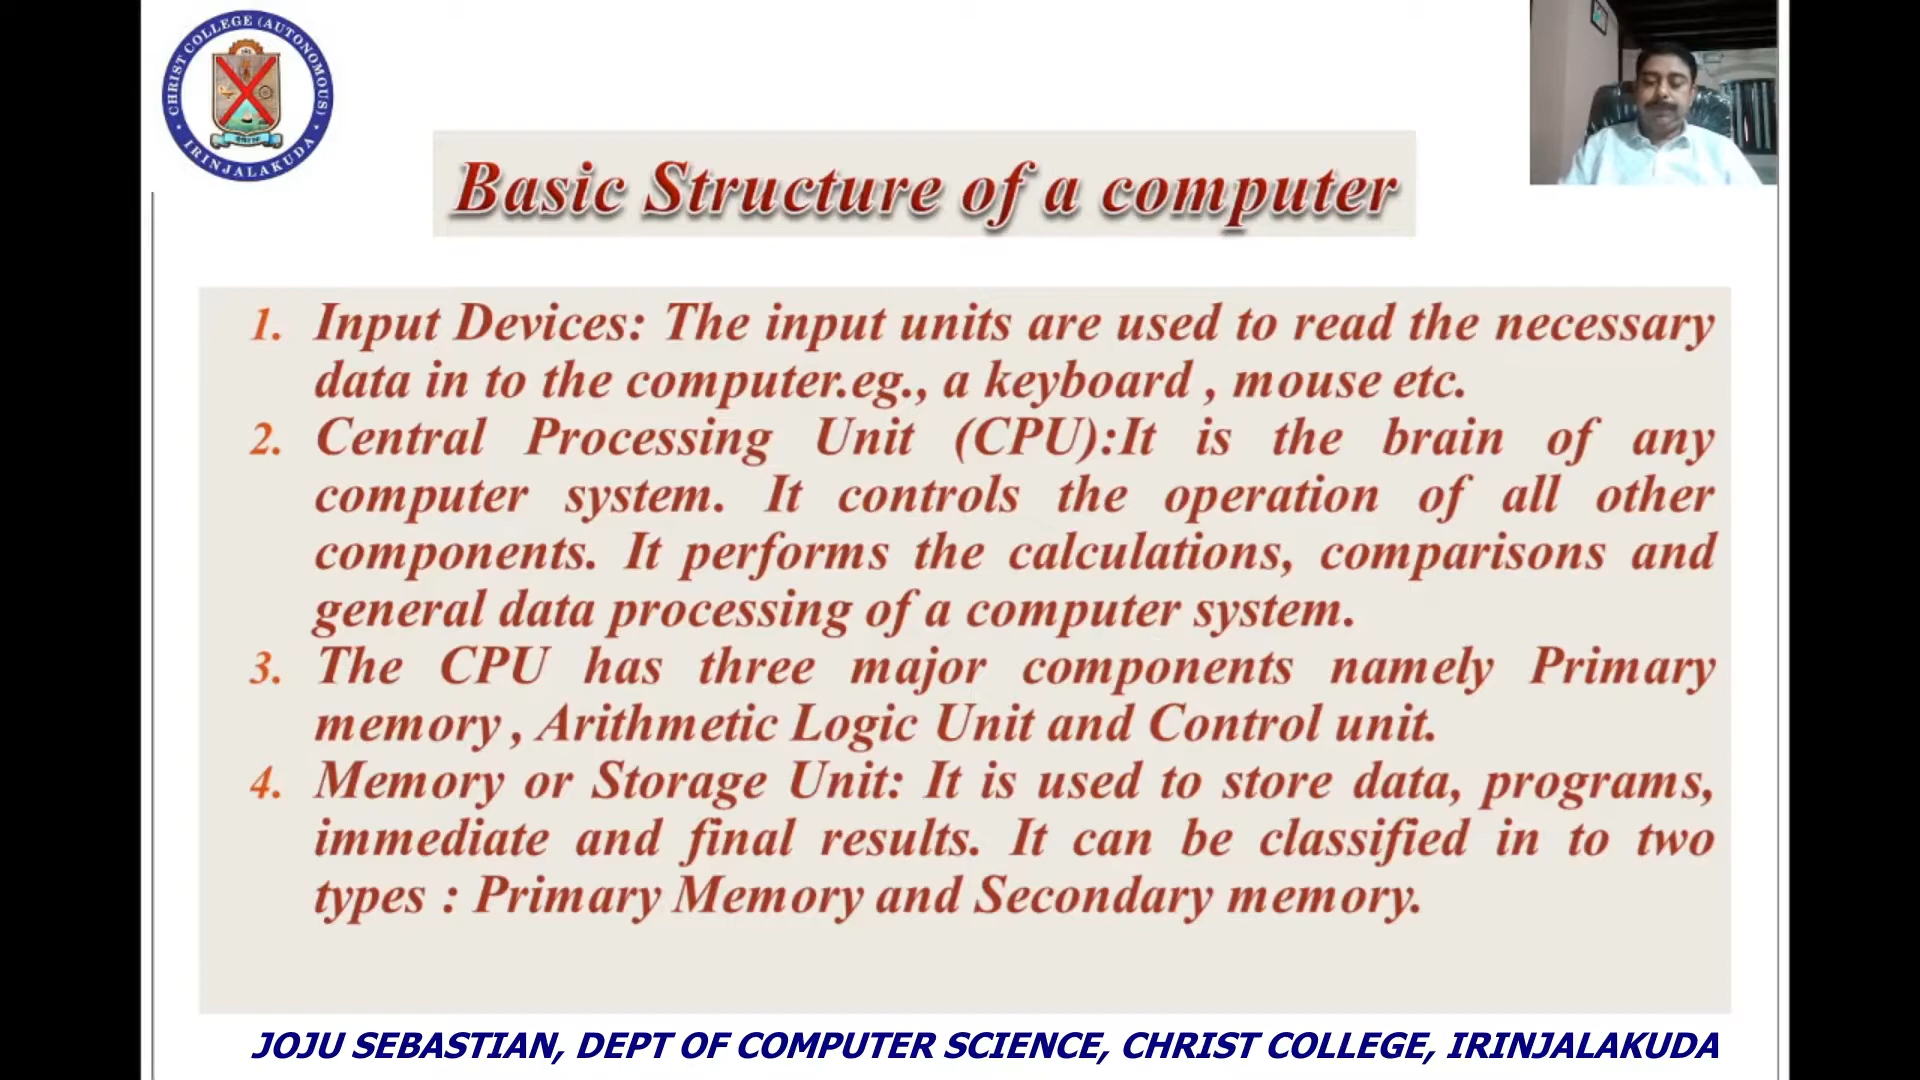 CHRIST COLLEGE (AUTONOMOUS)
IRINJALAKUDA
Basic Structure of a computer
1. Input Devices: The input units are used to read the necessary
data in to the computer.eg., a keyboard , mouse etc.
2. Central Processing Unit (CPU):It is the brain of any
computer system. It controls the operation of all other
components. It performs the calculations, comparisons and
general data processing of a computer system.
3. The CPU has three major components namely Primary
memory , Arithmetic Logic Unit and Control unit.
4. Memory or Storage Unit: It is used to store data, programs,
immediate and final results. It can be classified in to two
types : Primary Memory and Secondary memory.
JOJU SEBASTIAN, DEPT OF COMPUTER SCIENCE, CHRIST COLLEGE, IRINJALAKUDA